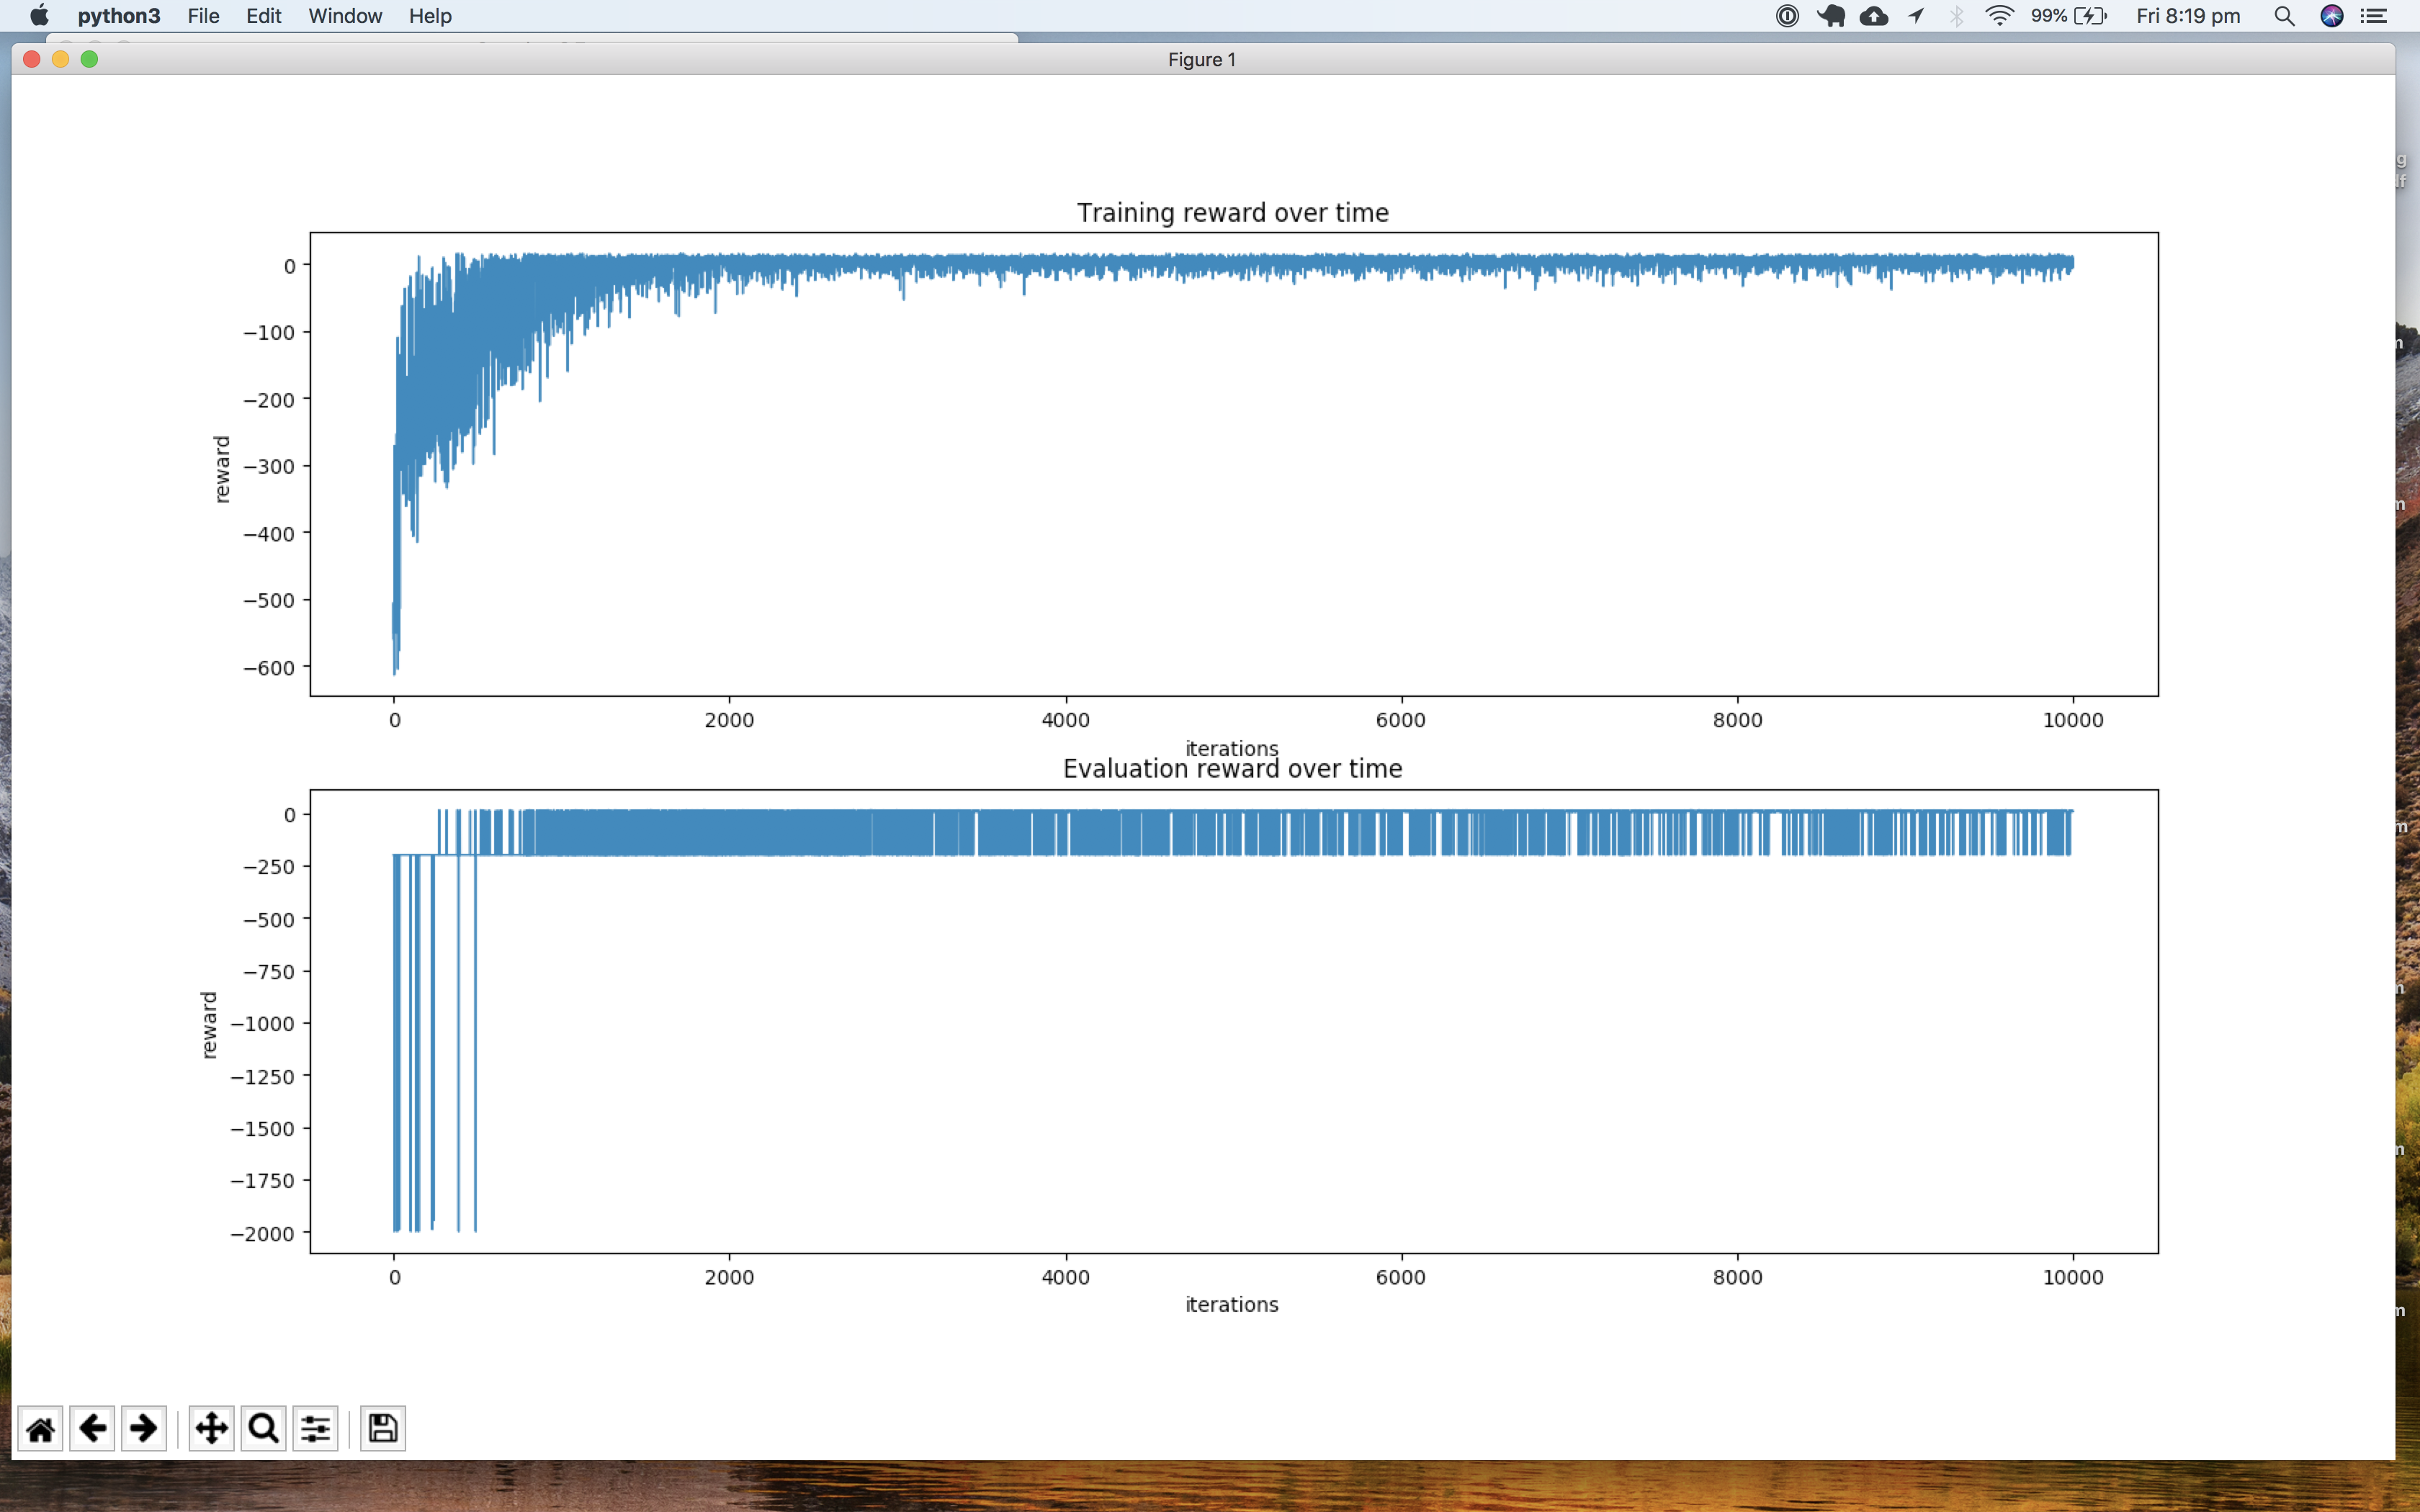 python3 File Edit Window Help 99% Fri 8:19 pm
Figure 1
g
lf
Training reward over time
0
−100
−200
−300
−400
−500
−600
reward
0 2000 4000 6000 8000 10000
iterations
Evaluation reward over time
0
−250
−500
−750
−1000
−1250
−1500
−1750
−2000
reward
0 2000 4000 6000 8000 10000
iterations